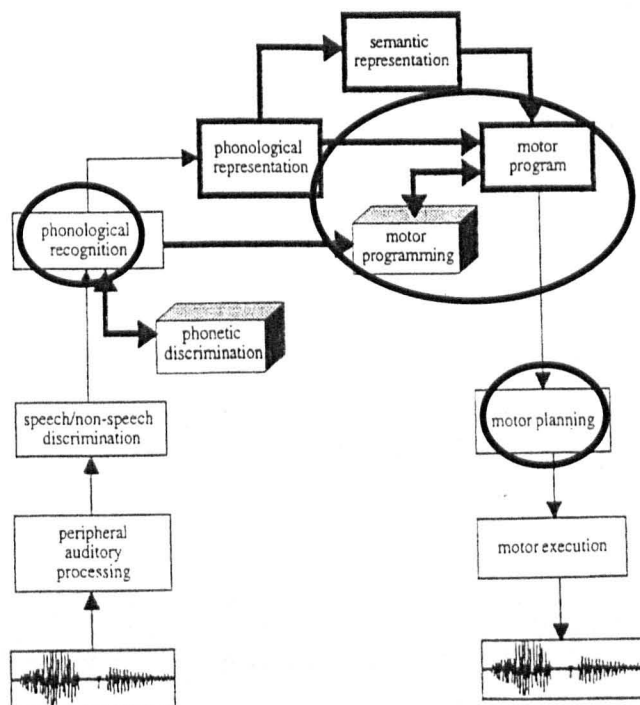 semantic
representation
phonological
representation
motor
program
phonological
recognition
motor
programming
phonetic
discrimination
speech/non-speech
discrimination
motor planning
peripheral
auditory
processing
motor execution